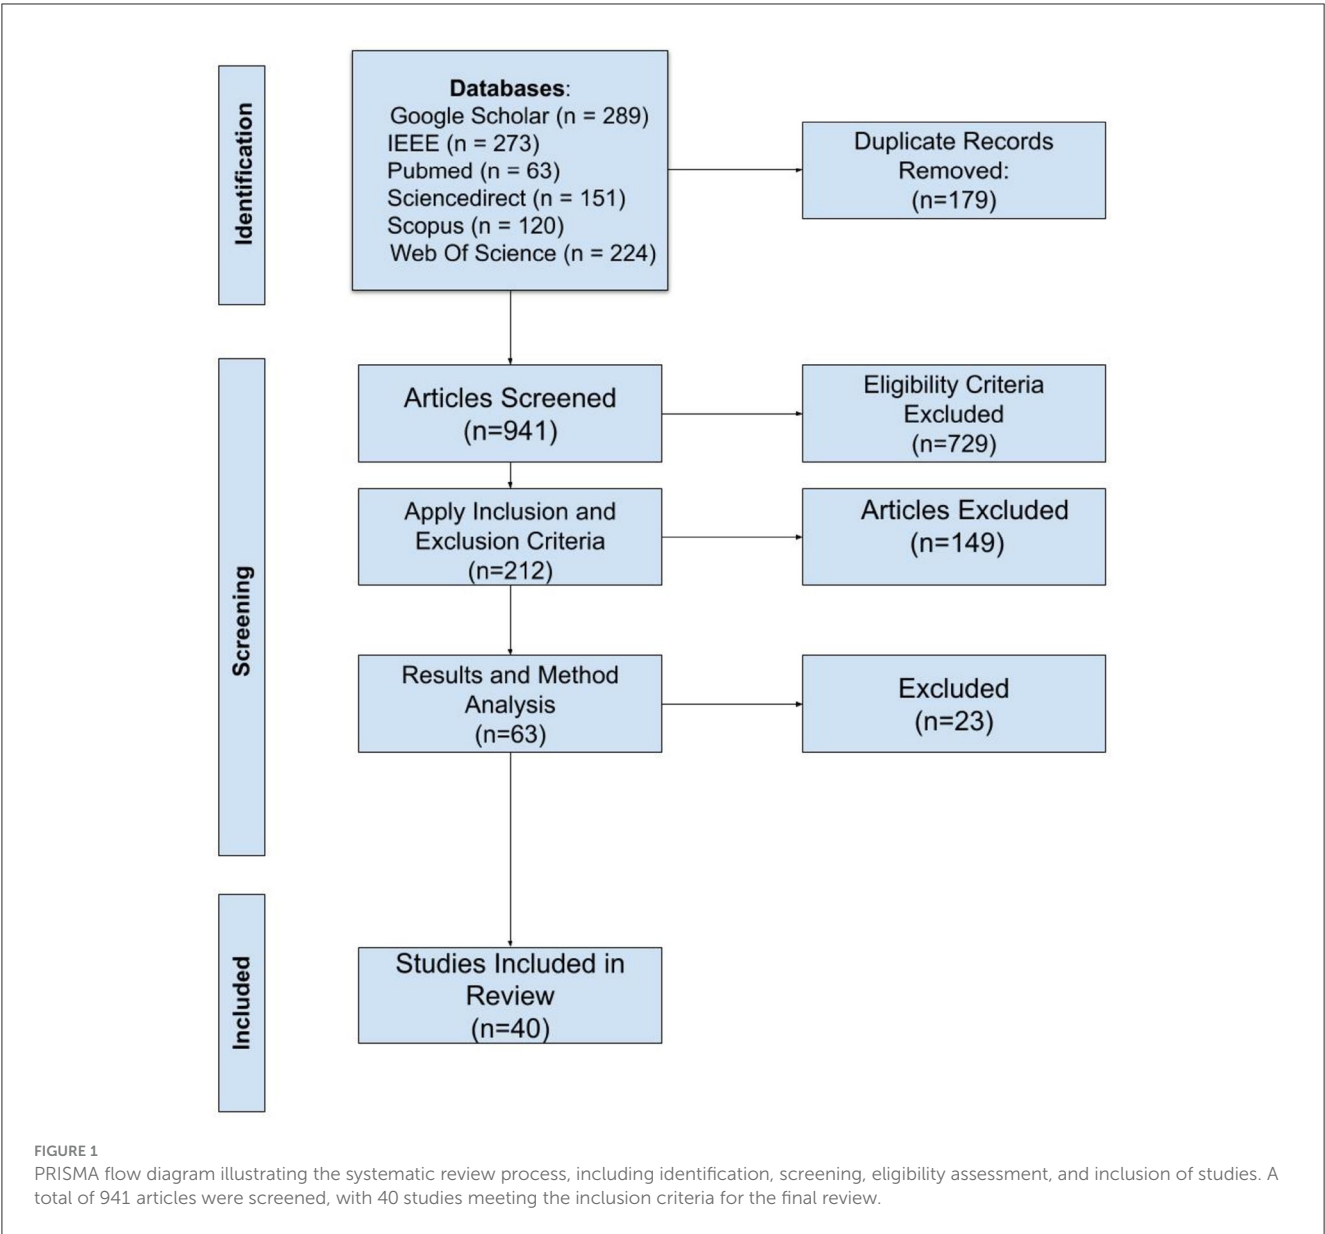 Identification
Databases:
Google Scholar (n = 289)
IEEE (n = 273)
Pubmed (n = 63)
Sciencedirect (n = 151)
Scopus (n = 120)
Web Of Science (n = 224)
Duplicate Records
Removed:
(n=179)
Screening
Articles Screened
(n=941)
Eligibility Criteria
Excluded
(n=729)
Apply Inclusion and
Exclusion Criteria
(n=212)
Articles Excluded
(n=149)
Results and Method
Analysis
(n=63)
Excluded
(n=23)
Included
Studies Included in
Review
(n=40)
FIGURE 1
PRISMA flow diagram illustrating the systematic review process, including identification, screening, eligibility assessment, and inclusion of studies. A
total of 941 articles were screened, with 40 studies meeting the inclusion criteria for the final review.